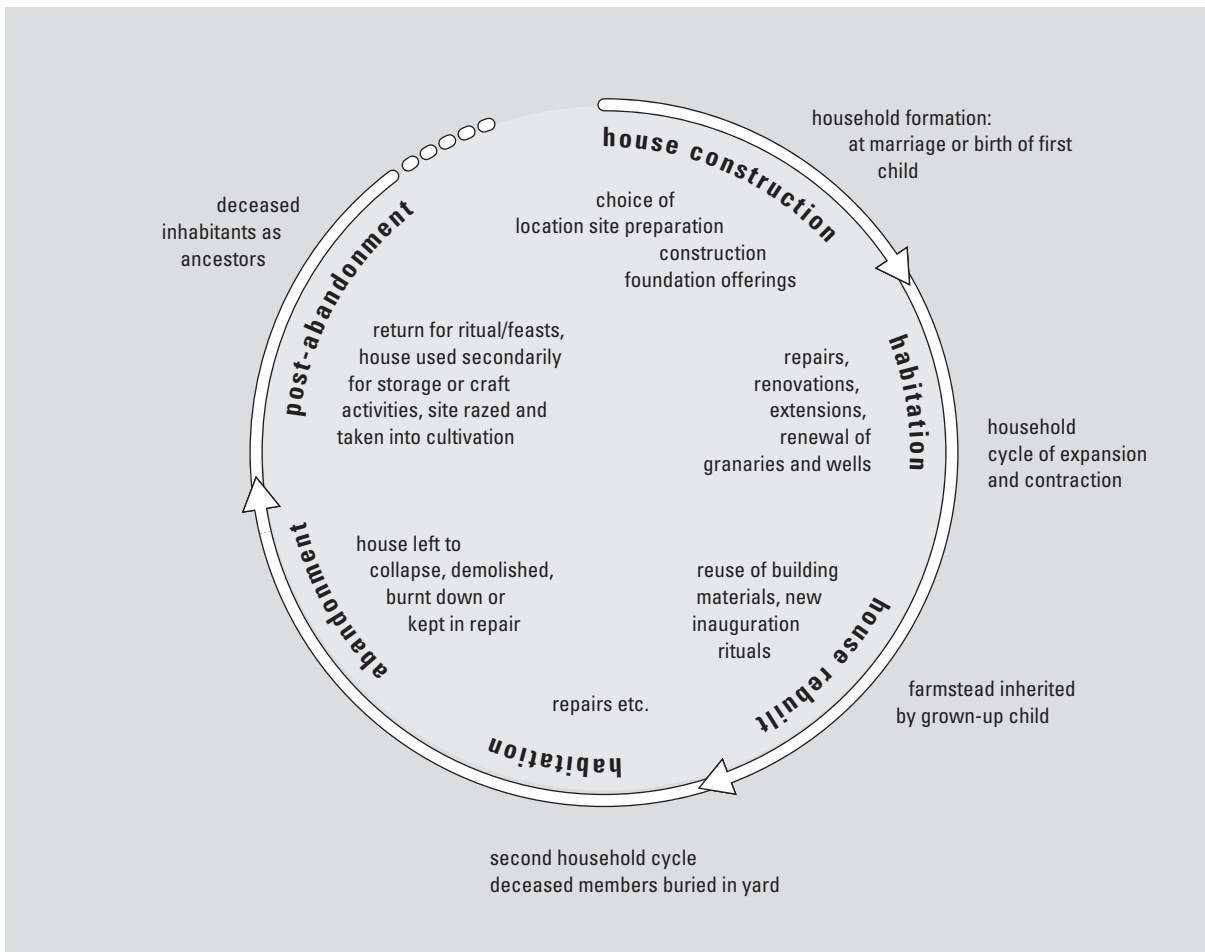 house construction
household formation:
at marriage or birth of first
child
choice of
location site preparation
construction
foundation offerings
habitation
repairs,
renovations,
extensions,
renewal of
granaries and wells
household
cycle of expansion
and contraction
house rebuilt
reuse of building
materials, new
inauguration
rituals
farmstead inherited
by grown-up child
habitation
repairs etc.
second household cycle
deceased members buried in yard
abandonment
house left to
collapse, demolished,
burnt down or
kept in repair
post-abandonment
return for ritual/feasts,
house used secondarily
for storage or craft
activities, site razed and
taken into cultivation
deceased
inhabitants as
ancestors